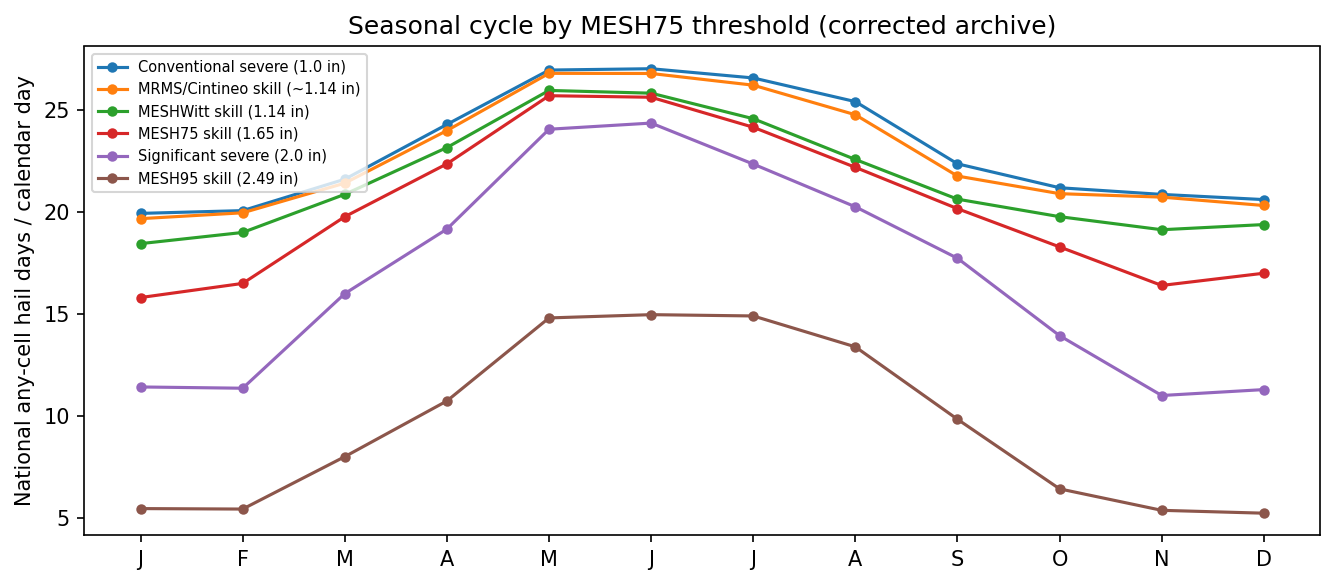 Seasonal cycle by MESH75 threshold (corrected archive)
National any-cell hail days / calendar day
Conventional severe (1.0 in)
MRMS/Cintineo skill (~1.14 in)
MESHWitt skill (1.14 in)
MESH75 skill (1.65 in)
Significant severe (2.0 in)
MESH95 skill (2.49 in)
25
20
15
10
5
J F M A M J J A S O N D